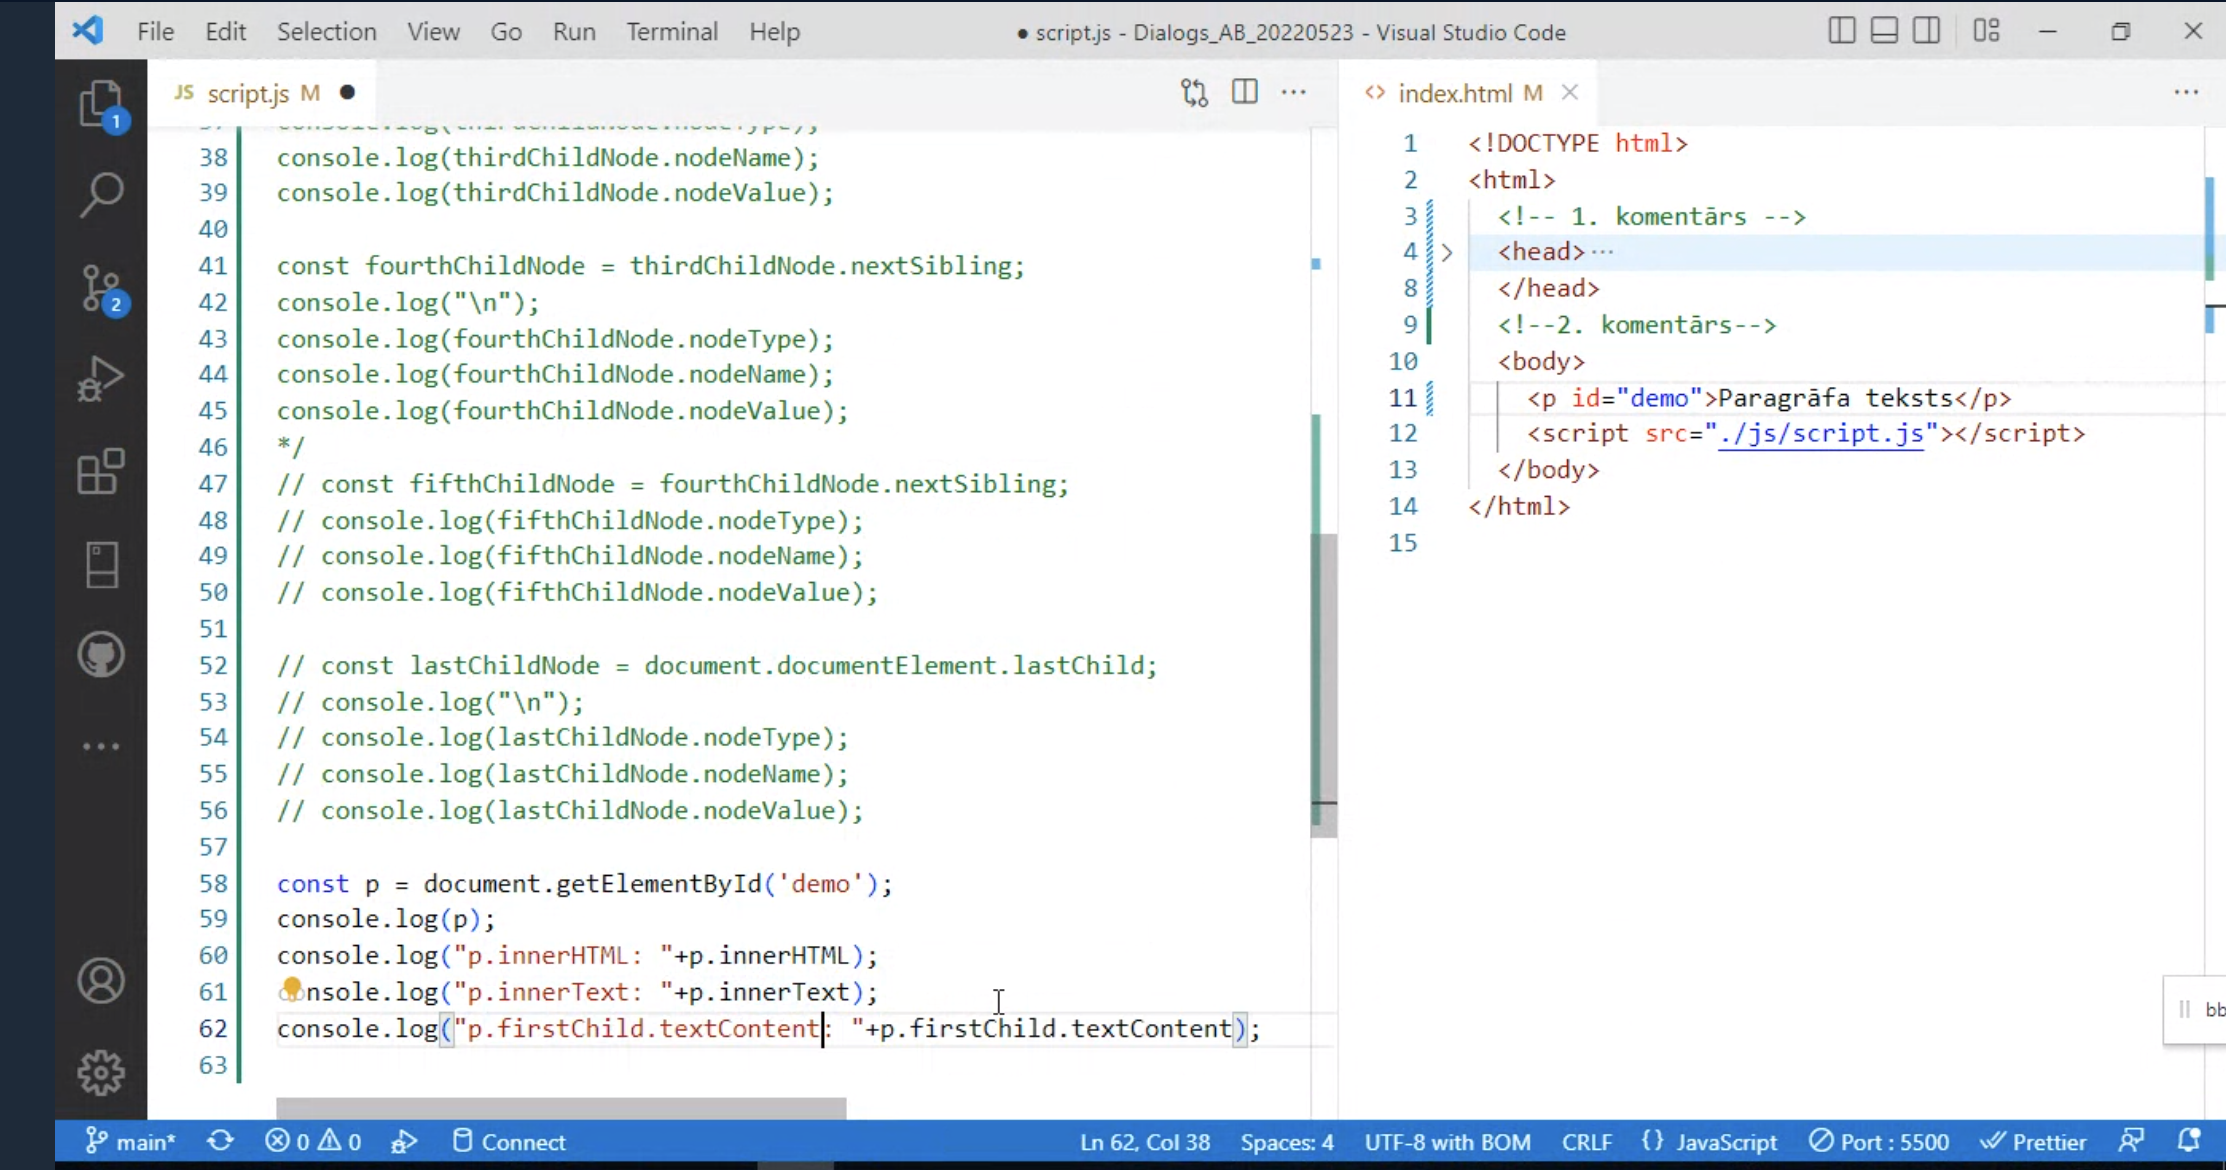 File Edit Selection View Go Run Terminal Help
● script.js - Dialogs_AB_20220523 - Visual Studio Code
JS script.js M ●
38 console.log(thirdChildNode.nodeName);
39 console.log(thirdChildNode.nodeValue);
40
41 const fourthChildNode = thirdChildNode.nextSibling;
42 console.log("\n");
43 console.log(fourthChildNode.nodeType);
44 console.log(fourthChildNode.nodeName);
45 console.log(fourthChildNode.nodeValue);
46 */
47 // const fifthChildNode = fourthChildNode.nextSibling;
48 // console.log(fifthChildNode.nodeType);
49 // console.log(fifthChildNode.nodeName);
50 // console.log(fifthChildNode.nodeValue);
51
52 // const lastChildNode = document.documentElement.lastChild;
53 // console.log("\n");
54 // console.log(lastChildNode.nodeType);
55 // console.log(lastChildNode.nodeName);
56 // console.log(lastChildNode.nodeValue);
57
58 const p = document.getElementById('demo');
59 console.log(p);
60 console.log("p.innerHTML: "+p.innerHTML);
61 nsole.log("p.innerText: "+p.innerText);
62 console.log("p.firstChild.textContent: "+p.firstChild.textContent);
63
<> index.html M ×
1 <!DOCTYPE html>
2 <html>
3 <!-- 1. komentārs -->
4 > <head>···
8 </head>
9 <!--2. komentārs-->
10 <body>
11 <p id="demo">Paragrāfa teksts</p>
12 <script src="./js/script.js"></script>
13 </body>
14 </html>
15
1
2
bb
main* 0 0 Connect
Ln 62, Col 38 Spaces: 4 UTF-8 with BOM CRLF {} JavaScript Port : 5500 Prettier